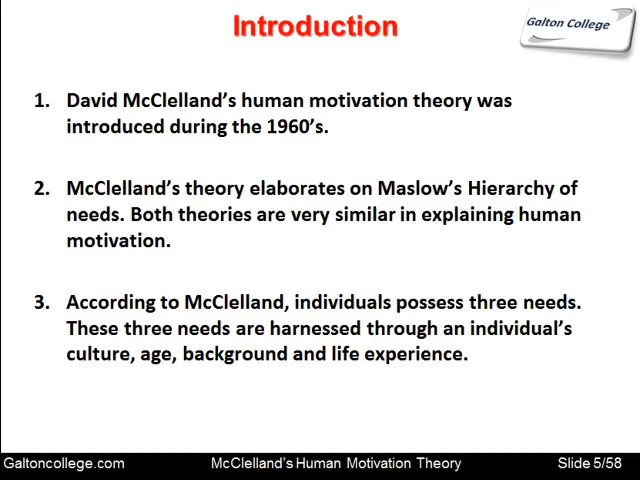 Introduction
Galton College
1. David McClelland's human motivation theory was
introduced during the 1960's.
2. McClelland's theory elaborates on Maslow's Hierarchy of
needs. Both theories are very similar in explaining human
motivation.
3. According to McClelland, individuals possess three needs.
These three needs are harnessed through an individual's
culture, age, background and life experience.
Galtoncollege.com McClelland's Human Motivation Theory Slide 5/58